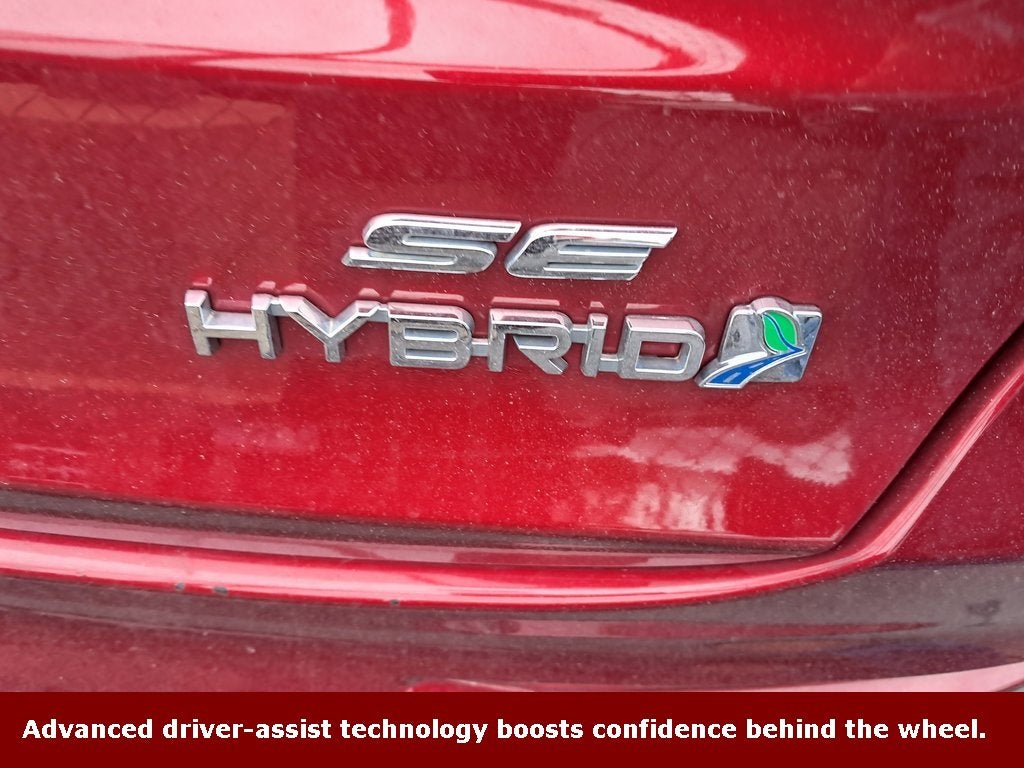 SE
HYBRID
Advanced driver-assist technology boosts confidence behind the wheel.